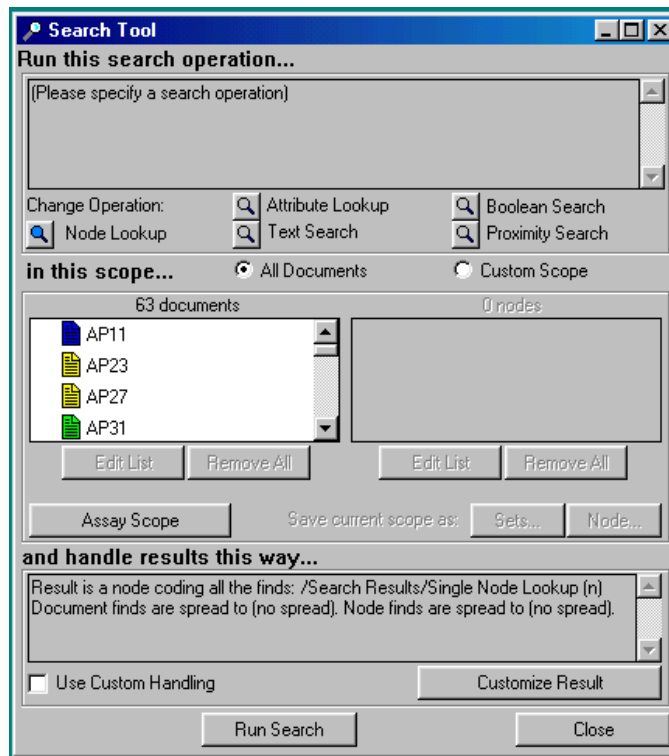 Search Tool
Run this search operation...
(Please specify a search operation)
Change Operation:
Attribute Lookup
Boolean Search
Node Lookup
Text Search
Proximity Search
in this scope...
All Documents
Custom Scope
63 documents
0 nodes
AP11
AP23
AP27
AP31
Edit List
Remove All
Edit List
Remove All
Assay Scope
Save current scope as:
Sets...
Node...
and handle results this way...
Result is a node coding all the finds: /Search Results/Single Node Lookup (n)
Document finds are spread to (no spread). Node finds are spread to (no spread).
Use Custom Handling
Customize Result
Run Search
Close